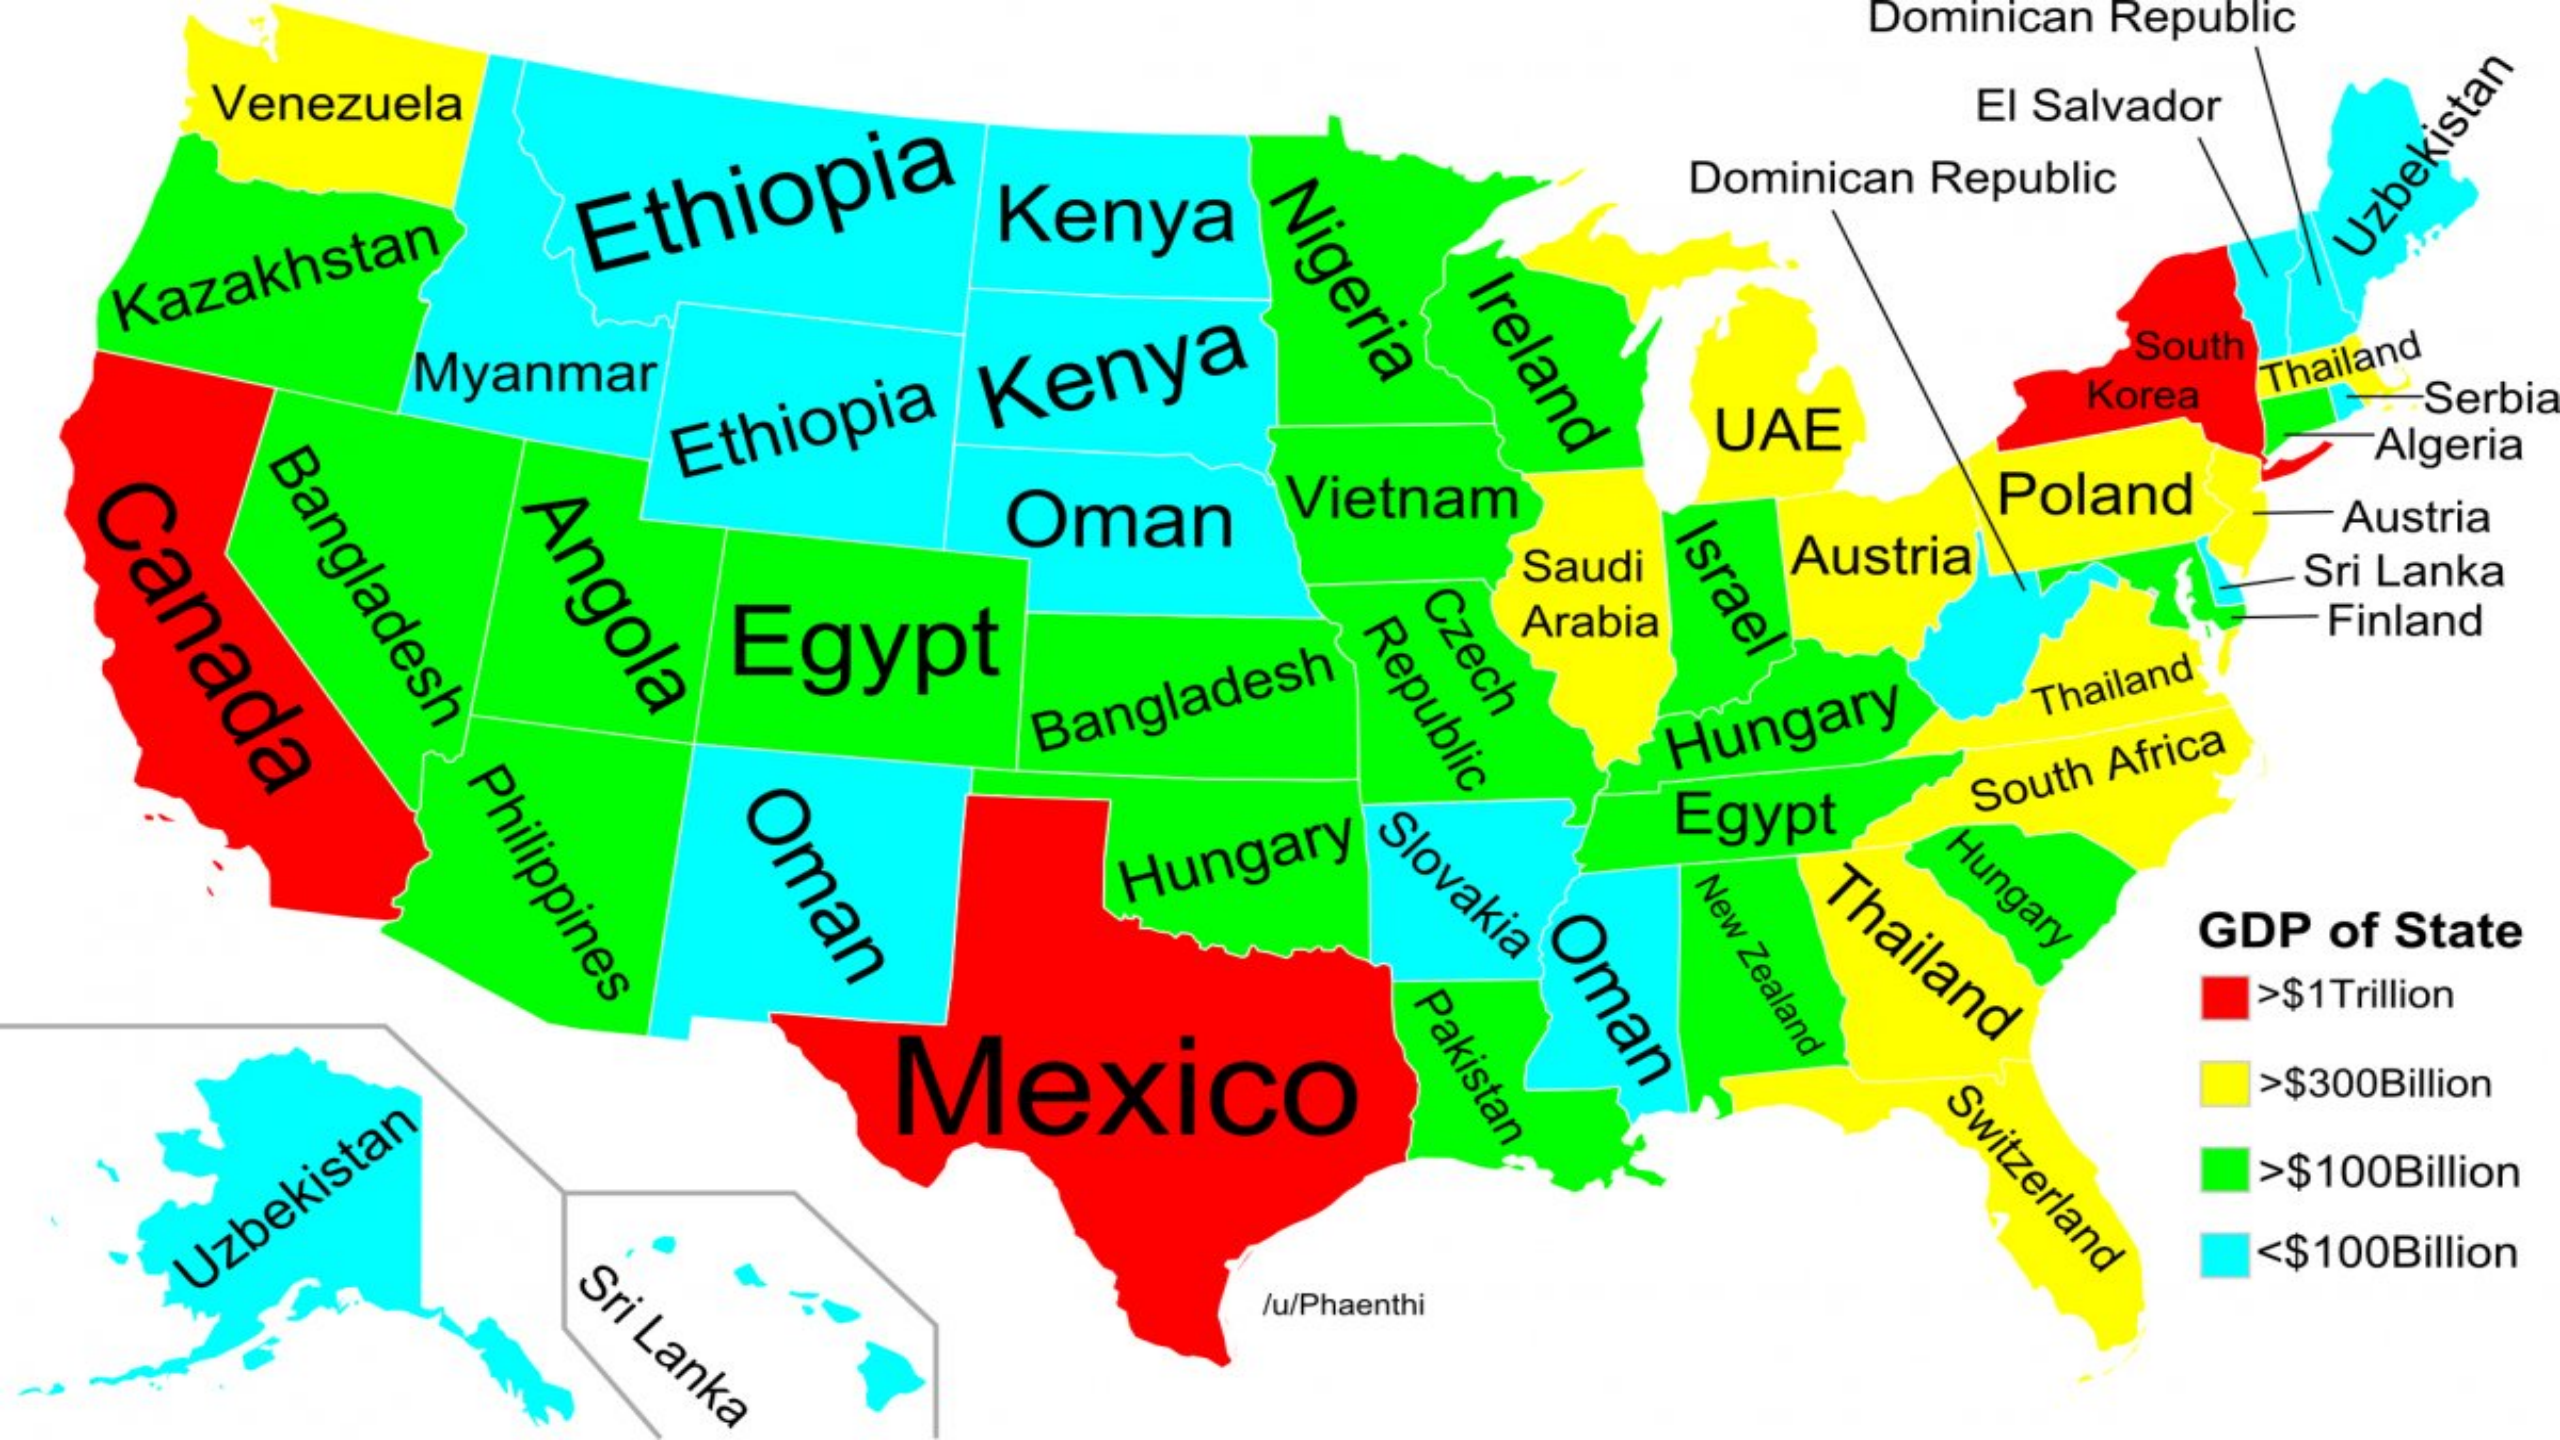 Dominican Republic
El Salvador
Dominican Republic
Uzbekistan
Venezuela
Ethiopia
Kenya
Nigeria
Kazakhstan
Ireland
Myanmar
Ethiopia
Kenya
UAE
South
Korea
Thailand
Serbia
Algeria
Canada
Bangladesh
Angola
Oman
Vietnam
Saudi
Arabia
Israel
Austria
Poland
Austria
Sri Lanka
Finland
Egypt
Bangladesh
Czech
Republic
Hungary
Thailand
South Africa
Philippines
Oman
Hungary
Slovakia
Egypt
Hungary
Oman
New Zealand
Thailand
Mexico
Pakistan
Switzerland
Uzbekistan
Sri Lanka
/u/Phaenthi
GDP of State
>$1Trillion
>$300Billion
>$100Billion
<$100Billion